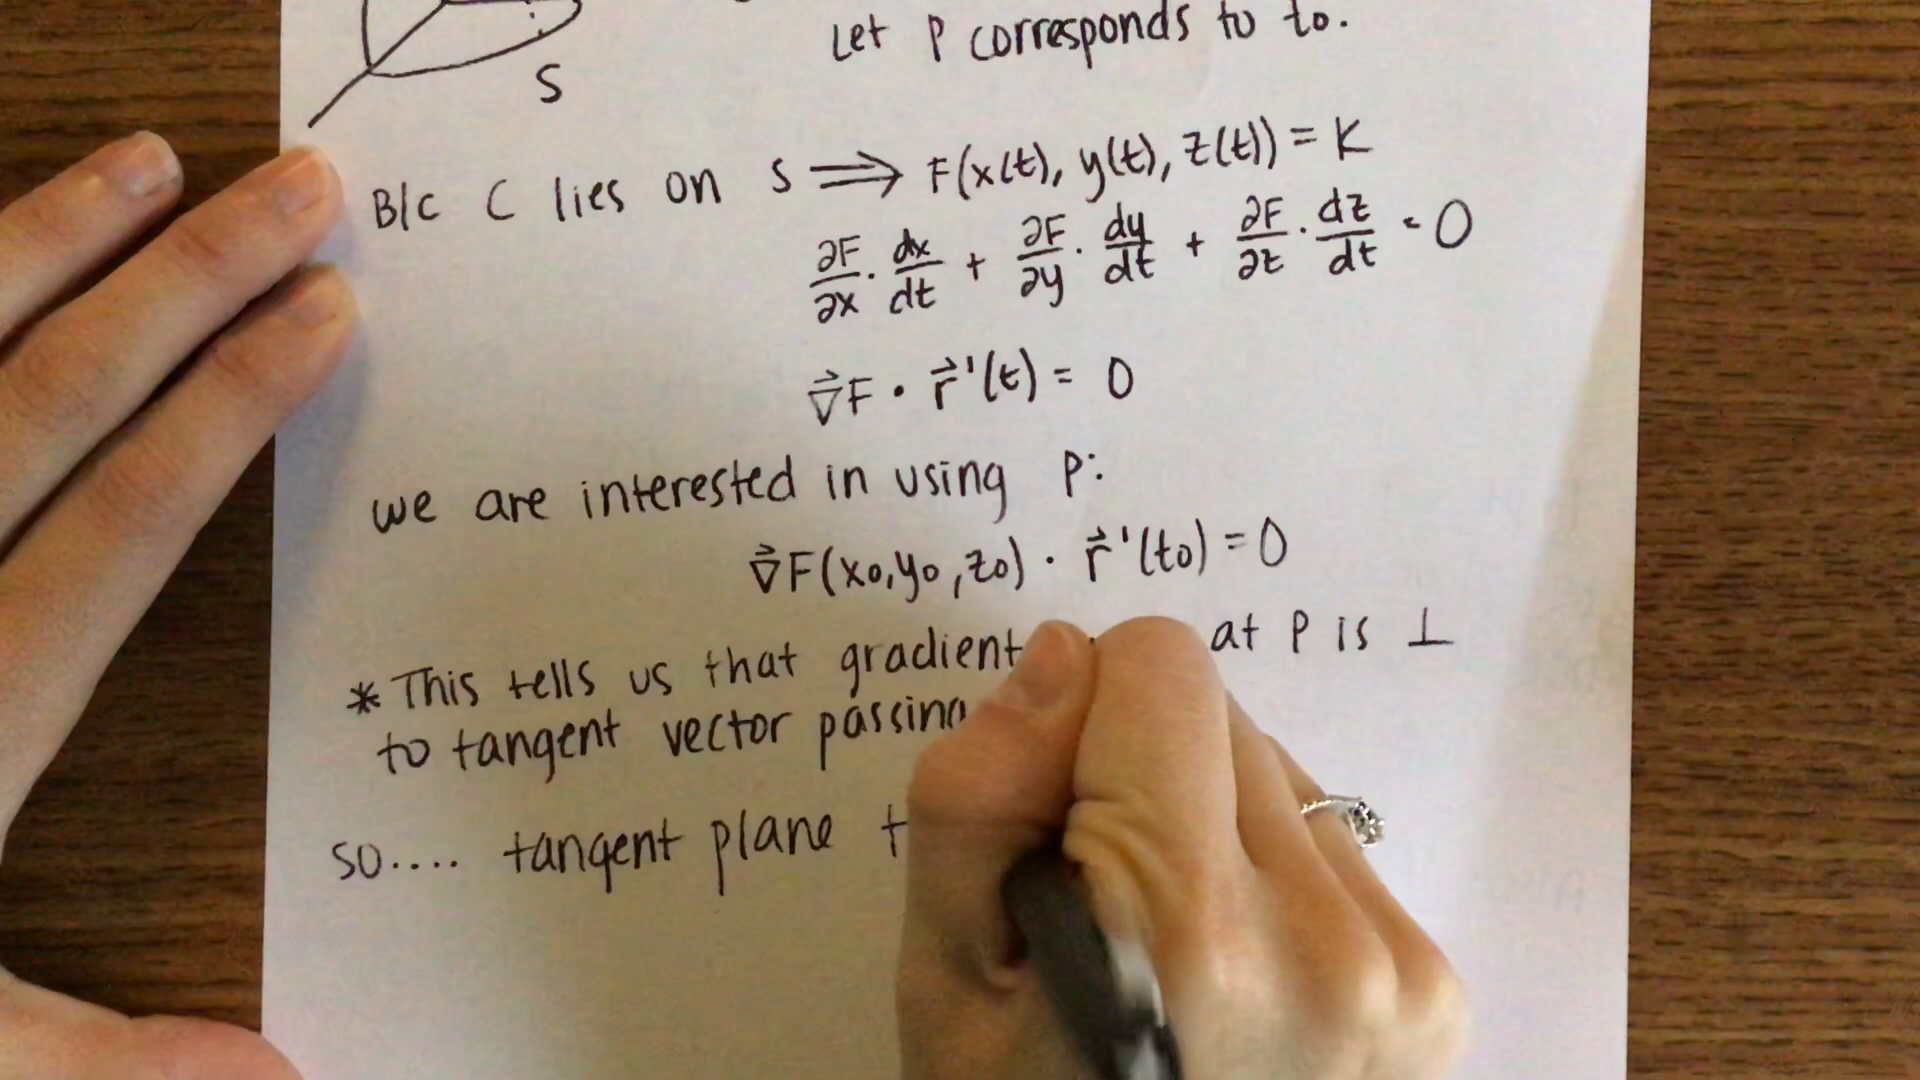 Let P corresponds to to.
S
B/c C lies on S ⟹ F(x(t), y(t), z(t)) = K
∂F/∂x · dx/dt + ∂F/∂y · dy/dt + ∂F/∂z · dz/dt = 0
∇⃗F · r⃗'(t) = 0
we are interested in using P:
∇⃗F(x₀, y₀, z₀) · r⃗'(t₀) = 0
* This tells us that gradient at P is ⊥
to tangent vector passing
so.... tangent plane t